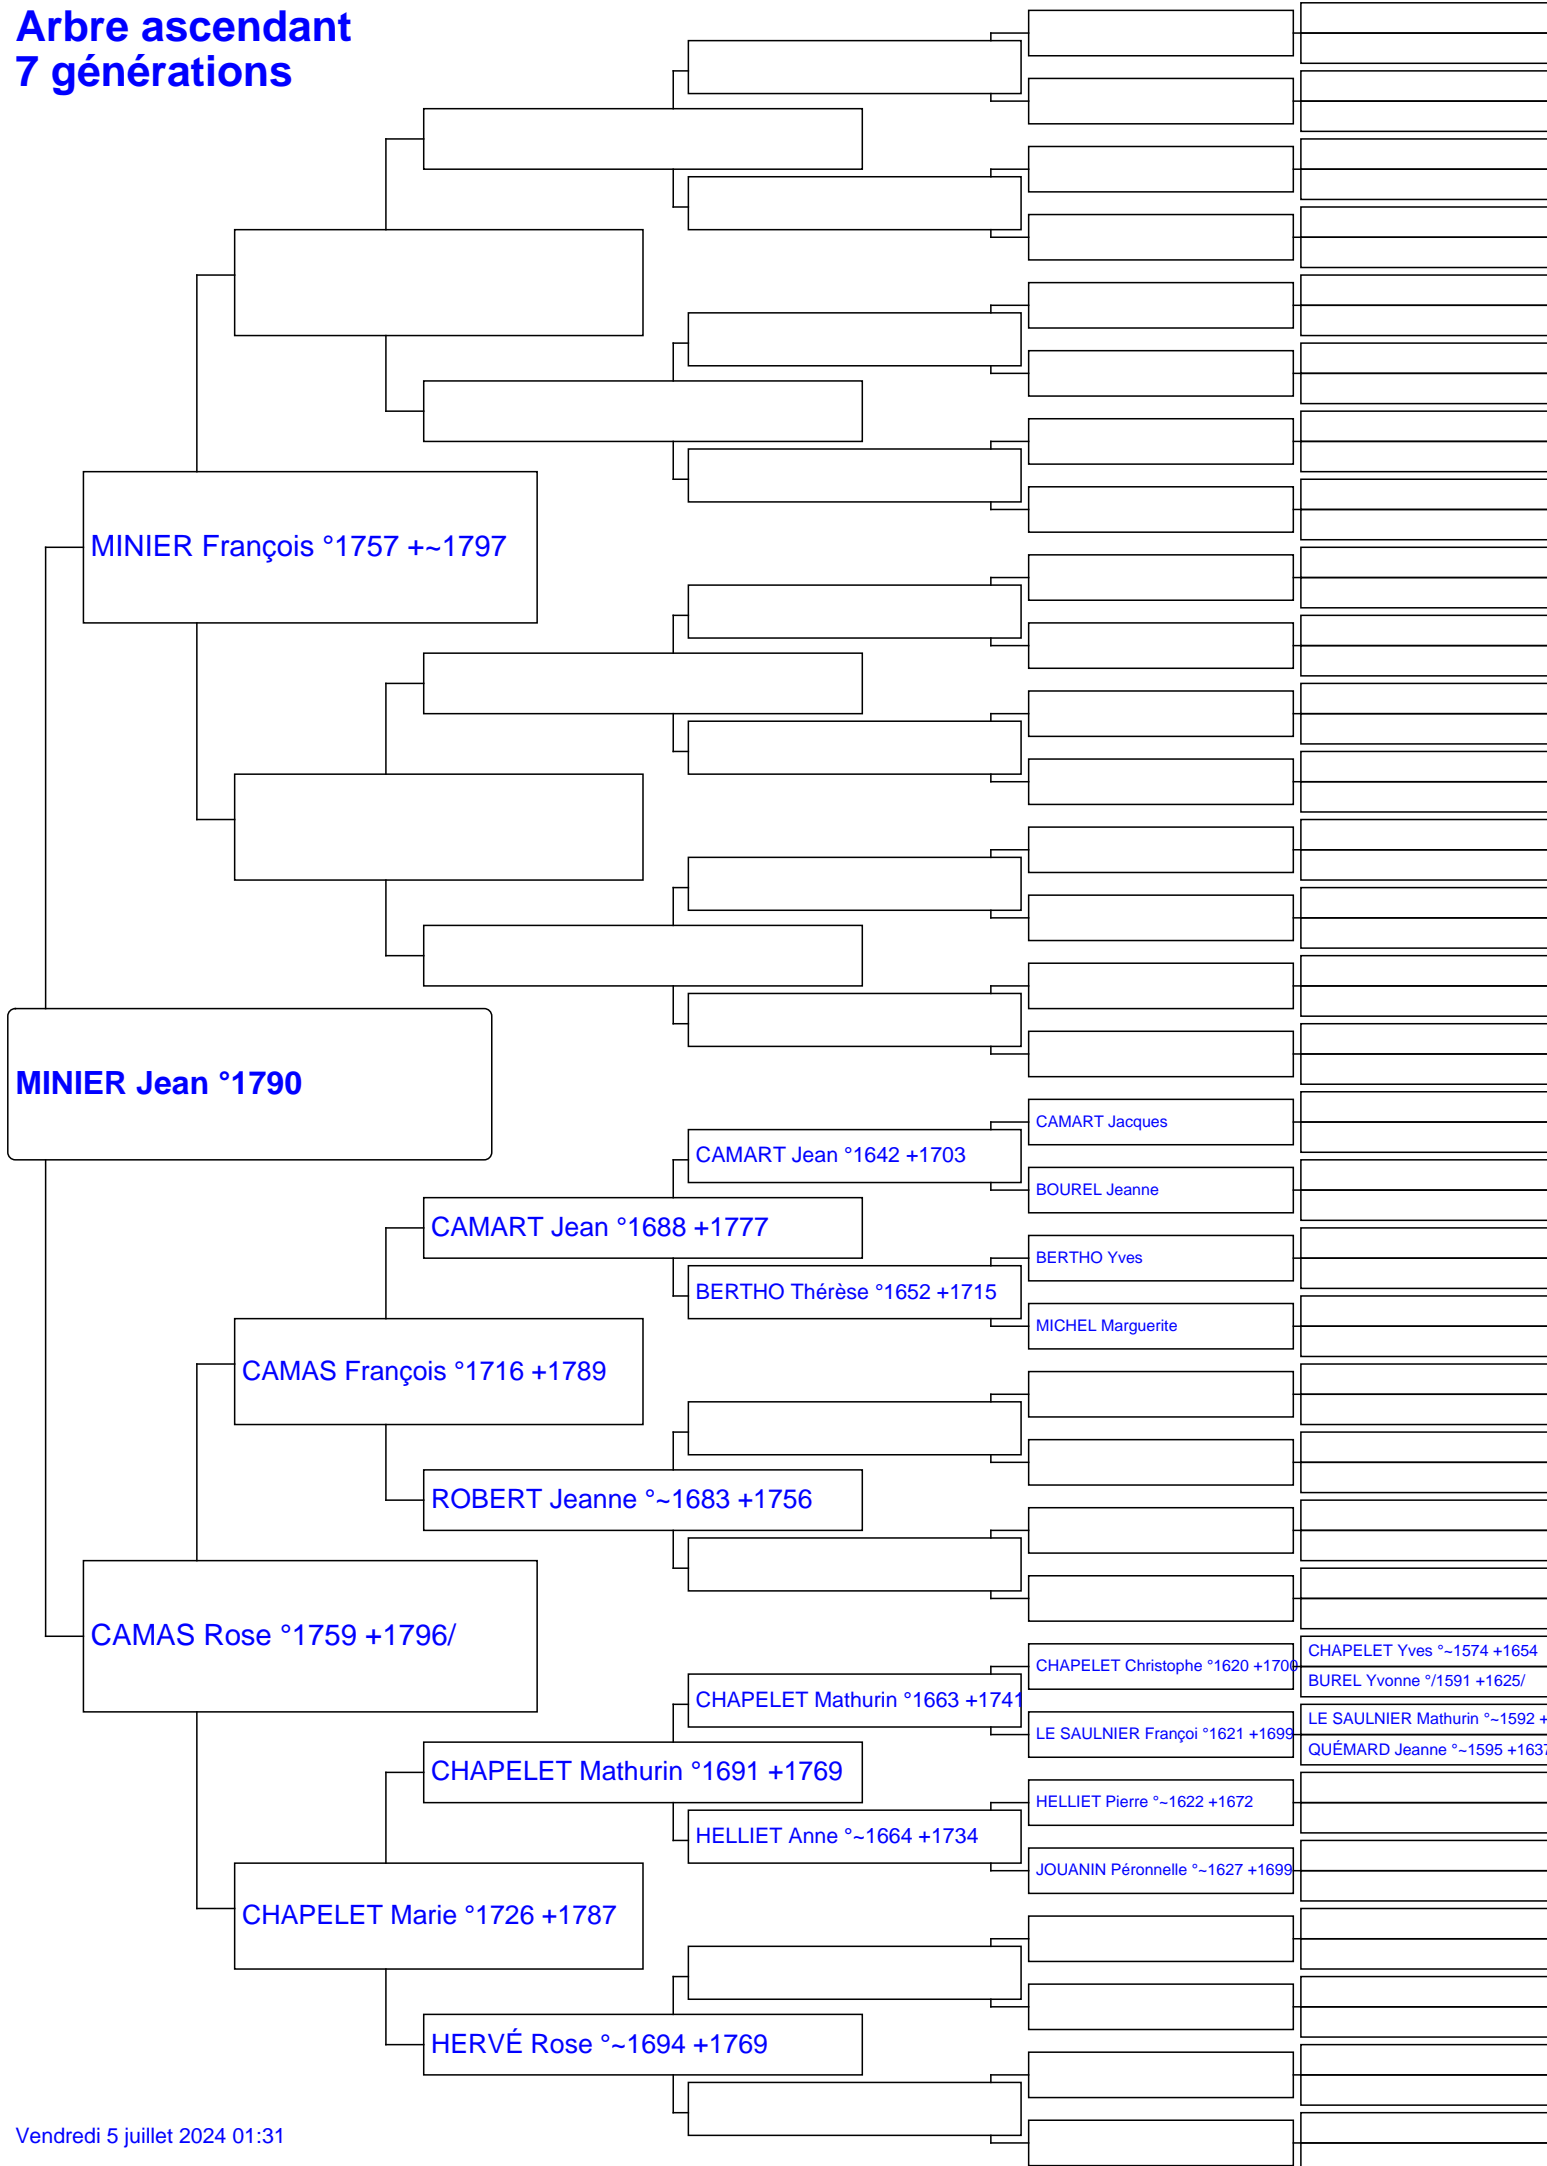 Arbre ascendant
7 générations
MINIER François °1757 +~1797
MINIER Jean °1790
CAMART Jacques
CAMART Jean °1642 +1703
BOUREL Jeanne
CAMART Jean °1688 +1777
BERTHO Yves
BERTHO Thérèse °1652 +1715
MICHEL Marguerite
CAMAS François °1716 +1789
ROBERT Jeanne °~1683 +1756
CAMAS Rose °1759 +1796/
CHAPELET Yves °~1574 +1654
CHAPELET Christophe °1620 +1700
BUREL Yvonne °/1591 +1625/
CHAPELET Mathurin °1663 +1741
LE SAULNIER Mathurin °~1592 +
LE SAULNIER Françoi °1621 +1699
QUÉMARD Jeanne °~1595 +1637
CHAPELET Mathurin °1691 +1769
HELLIET Pierre °~1622 +1672
HELLIET Anne °~1664 +1734
JOUANIN Péronnelle °~1627 +1699
CHAPELET Marie °1726 +1787
HERVÉ Rose °~1694 +1769
Vendredi 5 juillet 2024 01:31